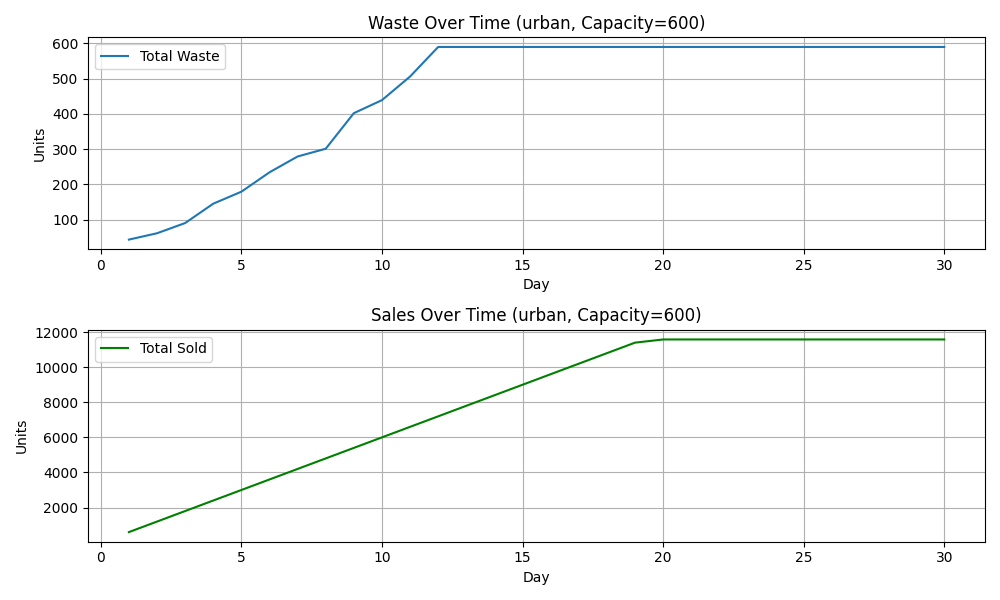 Waste Over Time (urban, Capacity=600)
Total Waste
Units
600
500
400
300
200
100
0 5 10 15 20 25 30
Day
Sales Over Time (urban, Capacity=600)
Total Sold
Units
12000
10000
8000
6000
4000
2000
0 5 10 15 20 25 30
Day